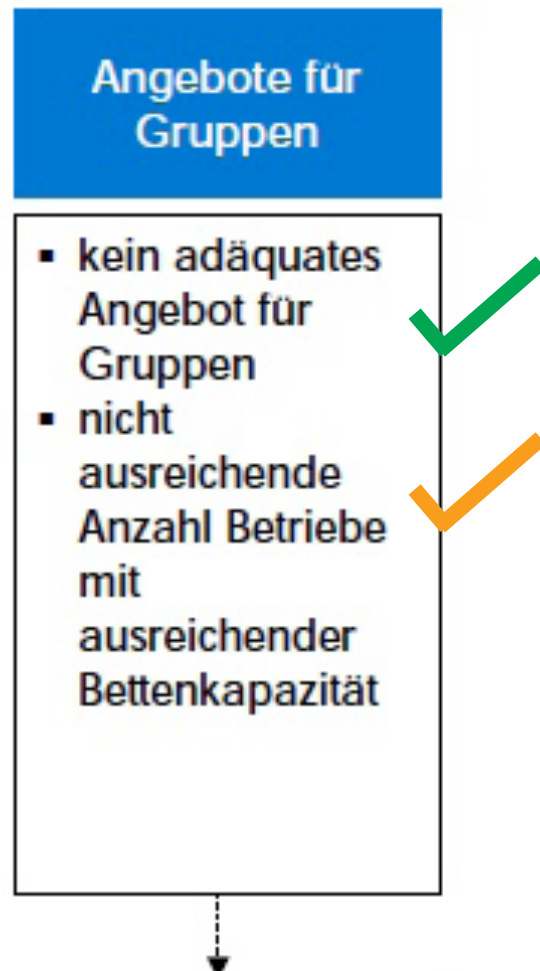 Angebote für
Gruppen
▪ kein adäquates
Angebot für
Gruppen
▪ nicht
ausreichende
Anzahl Betriebe
mit
ausreichender
Bettenkapazität